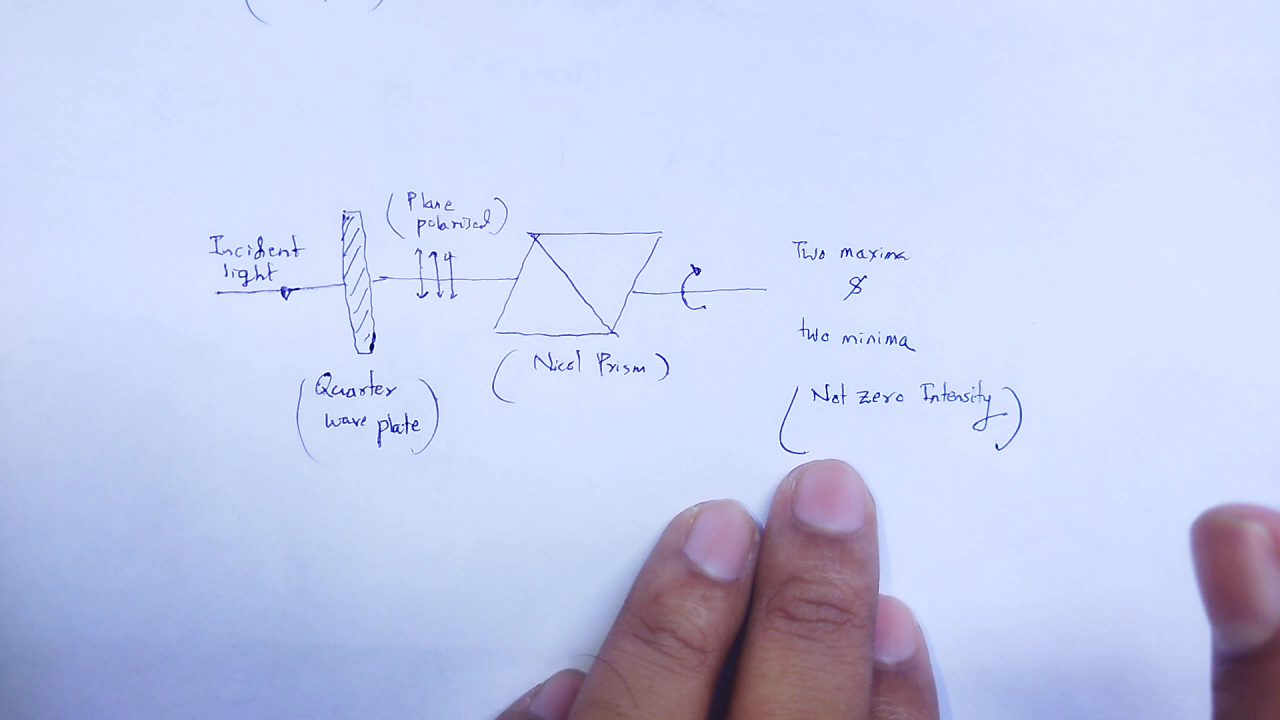 (Plane
polarised)
Incident
light
(Quarter
wave plate)
(Nicol Prism)
Two maxima
&
two minima
(Not zero Intensity)